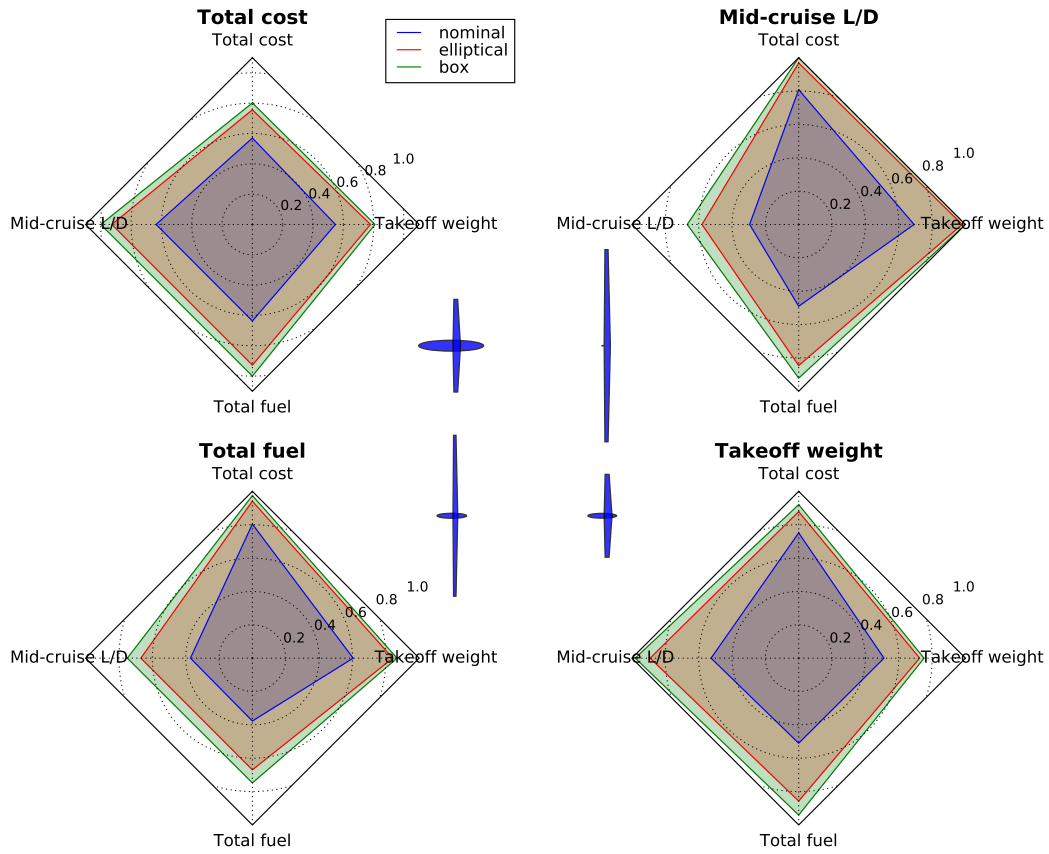 Total cost
Total cost
nominal
elliptical
box
0.2
0.4
0.6
0.8
1.0
Mid-cruise L/D
Takeoff weight
Total fuel
Mid-cruise L/D
Total cost
0.2
0.4
0.6
0.8
1.0
Mid-cruise L/D
Takeoff weight
Total fuel
Total fuel
Total cost
0.2
0.4
0.6
0.8
1.0
Mid-cruise L/D
Takeoff weight
Total fuel
Takeoff weight
Total cost
0.2
0.4
0.6
0.8
1.0
Mid-cruise L/D
Takeoff weight
Total fuel